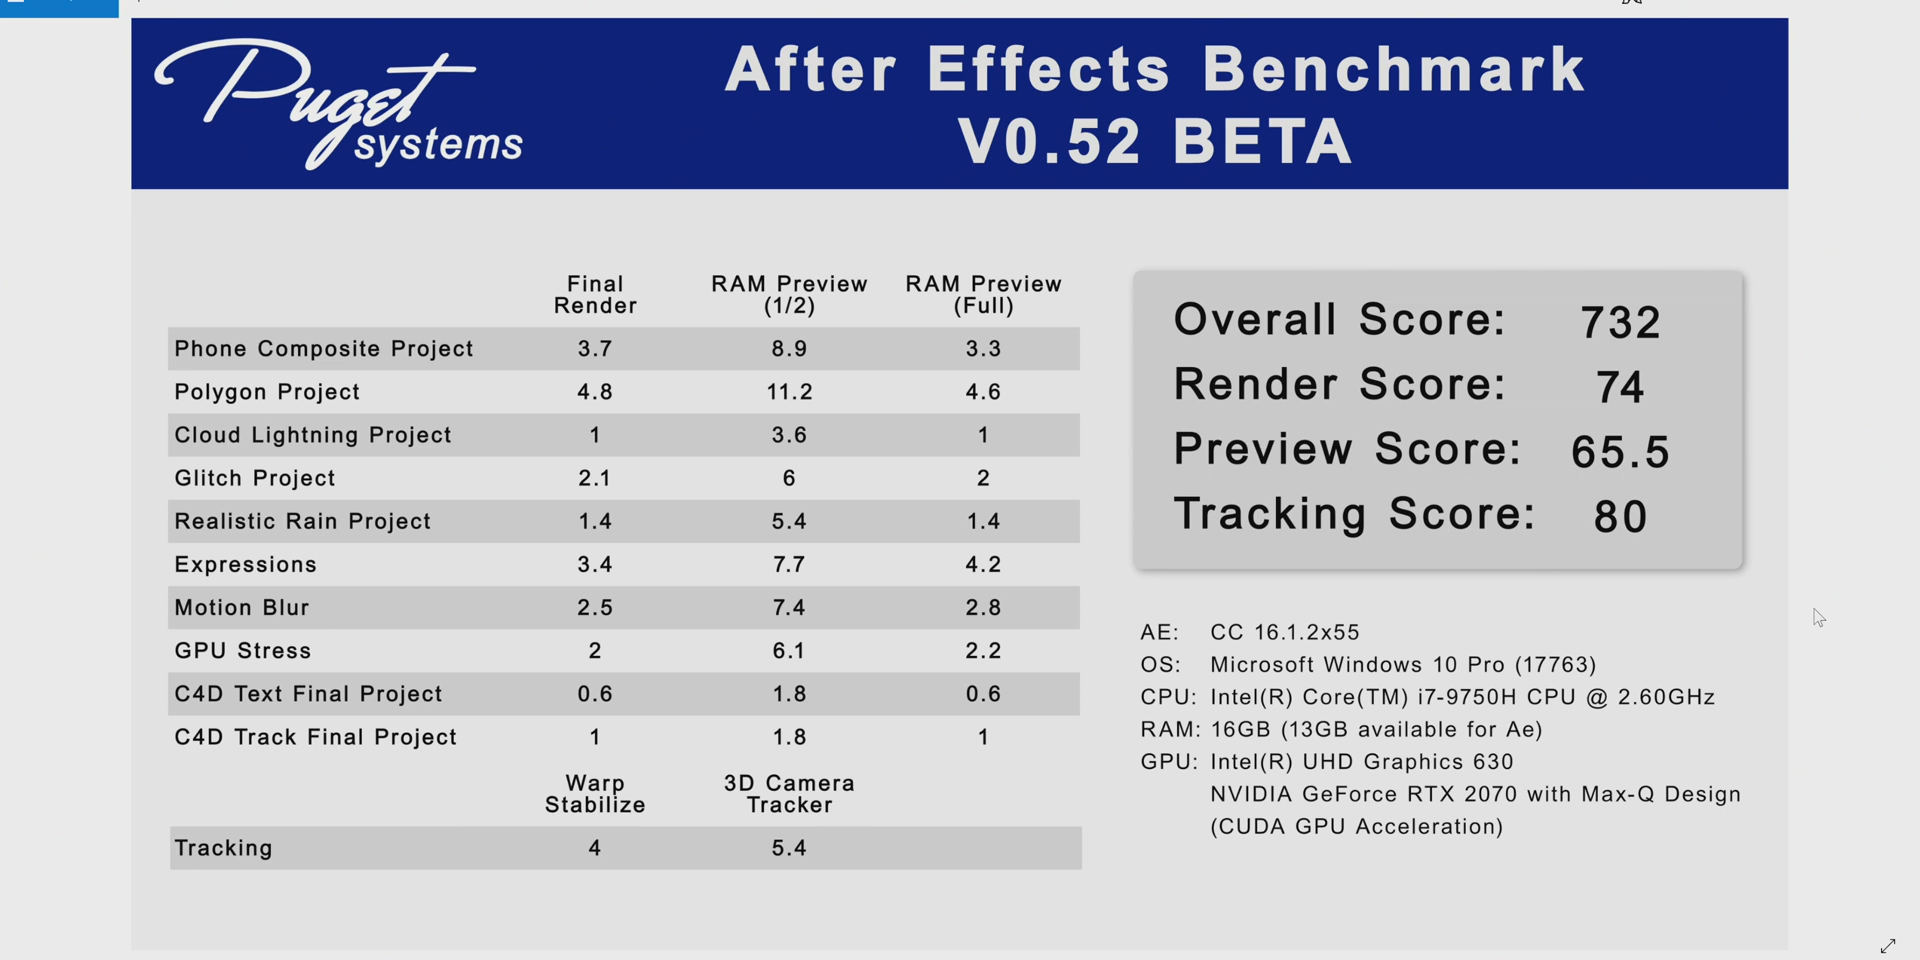 Puget
systems
After Effects Benchmark
V0.52 BETA
Final Render
RAM Preview (1/2)
RAM Preview (Full)
Phone Composite Project 3.7 8.9 3.3
Polygon Project 4.8 11.2 4.6
Cloud Lightning Project 1 3.6 1
Glitch Project 2.1 6 2
Realistic Rain Project 1.4 5.4 1.4
Expressions 3.4 7.7 4.2
Motion Blur 2.5 7.4 2.8
GPU Stress 2 6.1 2.2
C4D Text Final Project 0.6 1.8 0.6
C4D Track Final Project 1 1.8 1
Warp Stabilize
3D Camera Tracker
Tracking 4 5.4
Overall Score: 732
Render Score: 74
Preview Score: 65.5
Tracking Score: 80
AE: CC 16.1.2x55
OS: Microsoft Windows 10 Pro (17763)
CPU: Intel(R) Core(TM) i7-9750H CPU @ 2.60GHz
RAM: 16GB (13GB available for Ae)
GPU: Intel(R) UHD Graphics 630
NVIDIA GeForce RTX 2070 with Max-Q Design
(CUDA GPU Acceleration)